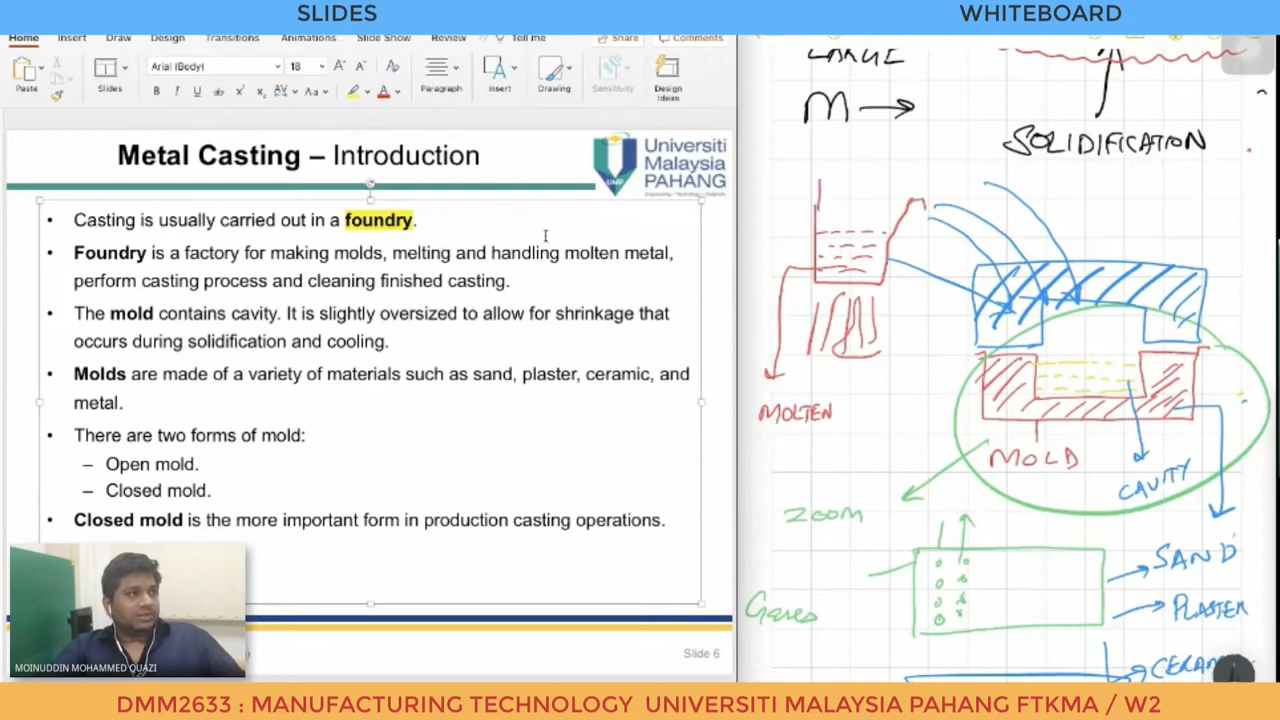 SLIDES
WHITEBOARD
Home Insert Draw Design Transitions Animations Slide Show Review View Tell me Share Comments
Paste Slides Arial (Body) 18 Paragraph Insert Drawing Sensitivity Design Ideas
Metal Casting – Introduction
Universiti
Malaysia
PAHANG
UMP
• Casting is usually carried out in a foundry.
• Foundry is a factory for making molds, melting and handling molten metal,
perform casting process and cleaning finished casting.
• The mold contains cavity. It is slightly oversized to allow for shrinkage that
occurs during solidification and cooling.
• Molds are made of a variety of materials such as sand, plaster, ceramic, and
metal.
• There are two forms of mold:
– Open mold.
– Closed mold.
• Closed mold is the more important form in production casting operations.
MOINUDDIN MOHAMMED QUAZI
Slide 6
LARGE
M
SOLIDIFICATION
MOLTEN
MOLD
CAVITY
ZOOM
Gases
SAND
PLASTER
DMM2633 : MANUFACTURING TECHNOLOGY UNIVERSITI MALAYSIA PAHANG FTKMA / W2